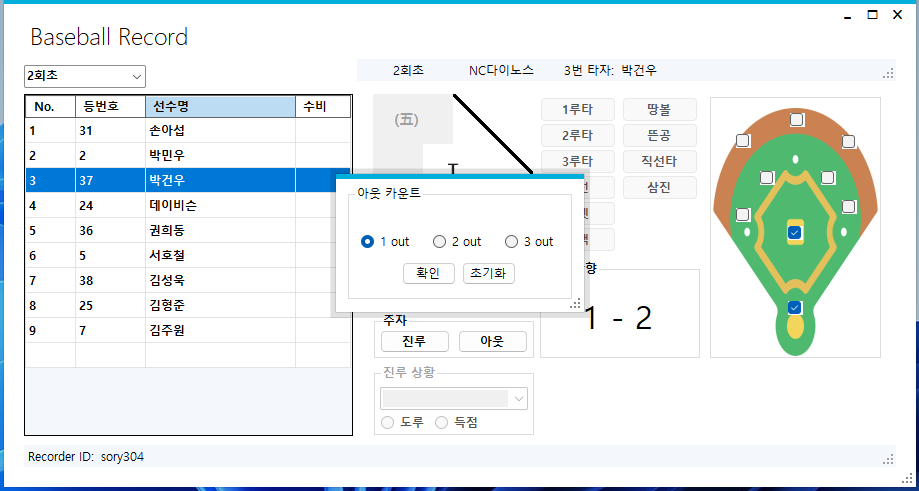 Baseball Record
2회초
2회초 NC다이노스 3번 타자: 박건우
No. 등번호 선수명 수비
1 31 손아섭
2 2 박민우
3 37 박건우
4 24 데이비슨
5 36 권희동
6 5 서호철
7 38 김성욱
8 25 김형준
9 7 김주원
(五)
1루타 땅볼
2루타 뜬공
3루타 직선타
삼진
아웃 카운트
1 out 2 out 3 out
확인 초기화
1 - 2
주자
진루 아웃
진루 상황
도루 득점
Recorder ID: sory304